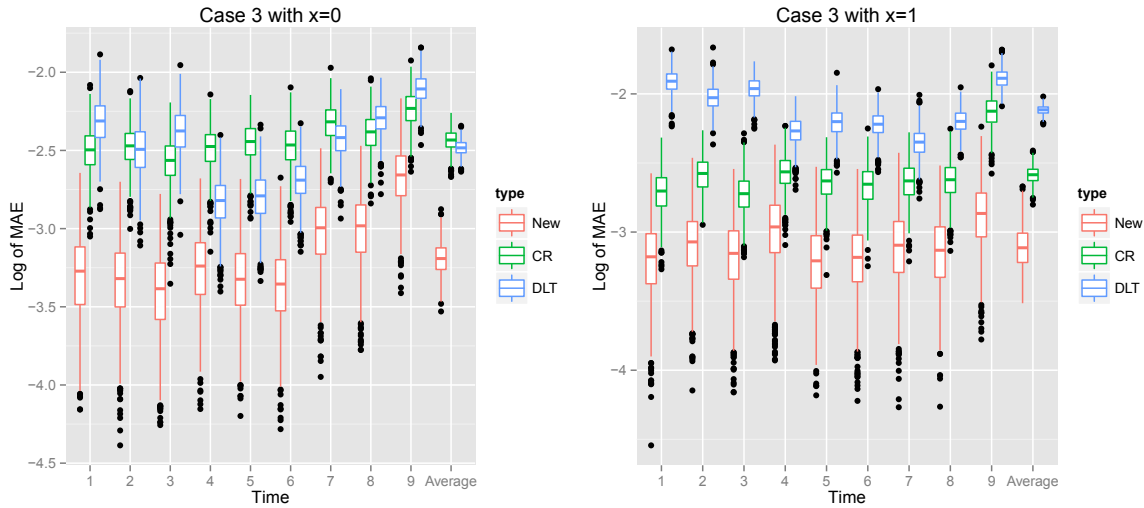 Case 3 with x=0
Log of MAE
−2.0
−2.5
−3.0
−3.5
−4.0
−4.5
1 2 3 4 5 6 7 8 9 Average
Time
type
New
CR
DLT
Case 3 with x=1
Log of MAE
−2
−3
−4
1 2 3 4 5 6 7 8 9 Average
Time
type
New
CR
DLT